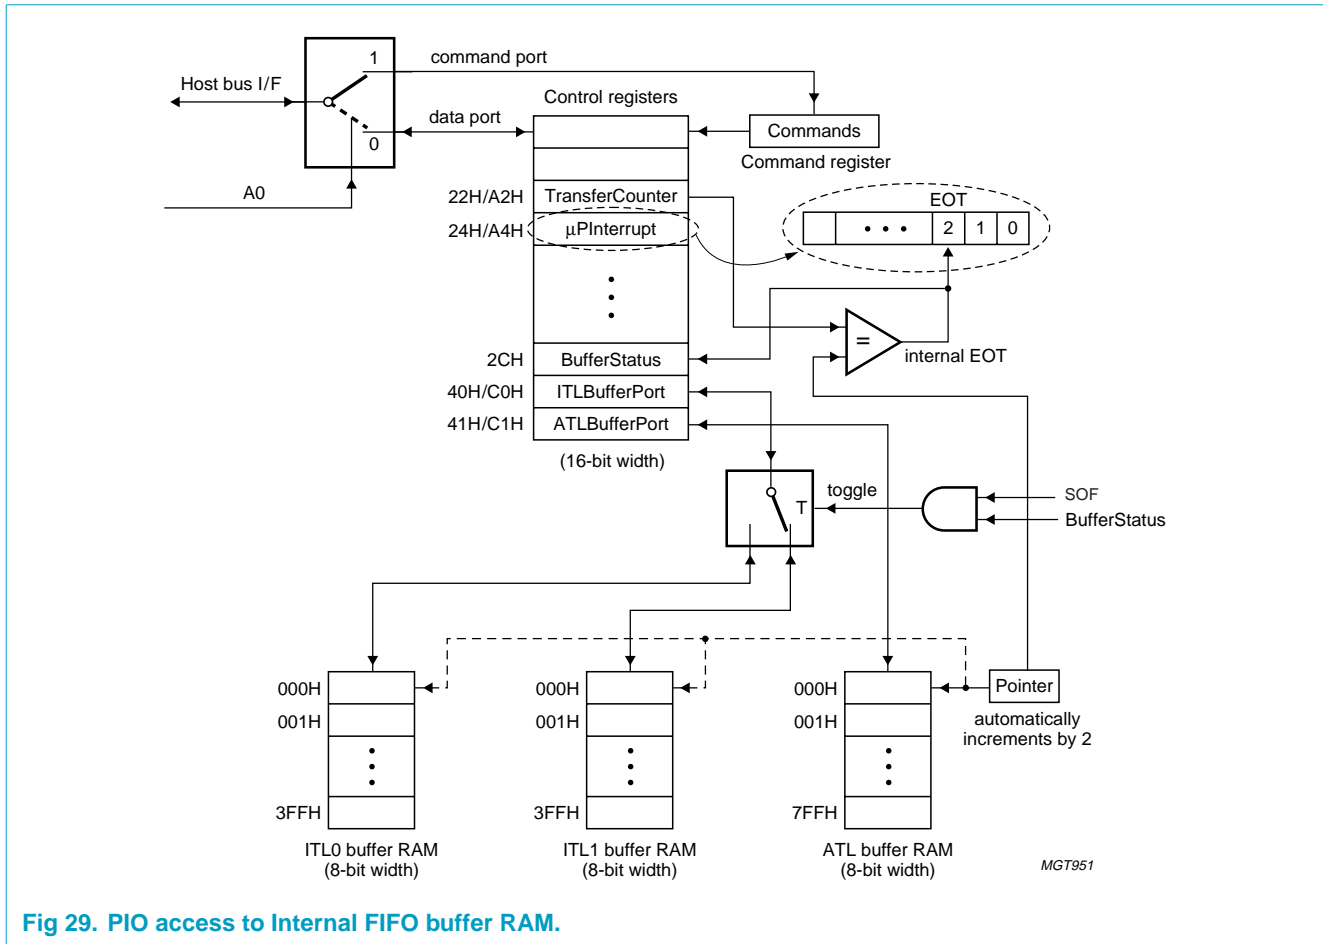 1
command port
Host bus I/F
Control registers
data port
Commands
0
Command register
A0
22H/A2H
TransferCounter
EOT
24H/A4H
µPInterrupt
2 1 0
=
internal EOT
2CH
BufferStatus
40H/C0H
ITLBufferPort
41H/C1H
ATLBufferPort
(16-bit width)
toggle
T
SOF
BufferStatus
000H
000H
000H
Pointer
001H
001H
001H
automatically
increments by 2
3FFH
3FFH
7FFH
ITL0 buffer RAM
(8-bit width)
ITL1 buffer RAM
(8-bit width)
ATL buffer RAM
(8-bit width)
MGT951
Fig 29. PIO access to Internal FIFO buffer RAM.